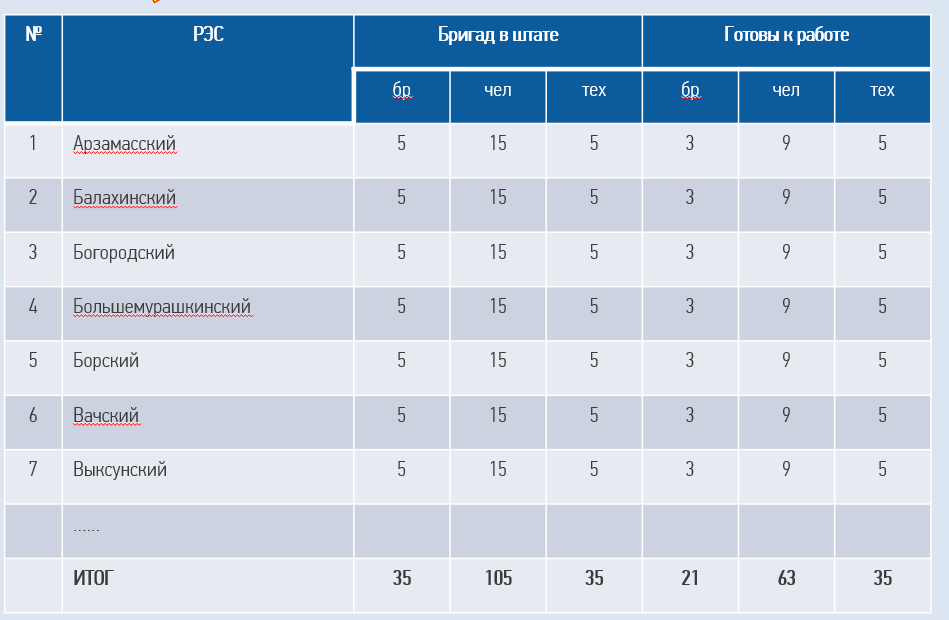 № РЭС Бригад в штате Готовы к работе
бр чел тех бр чел тех
1 Арзамасский 5 15 5 3 9 5
2 Балахинский 5 15 5 3 9 5
3 Богородский 5 15 5 3 9 5
4 Большемурашкинский 5 15 5 3 9 5
5 Борский 5 15 5 3 9 5
6 Вачский 5 15 5 3 9 5
7 Выксунский 5 15 5 3 9 5
......
ИТОГ 35 105 35 21 63 35